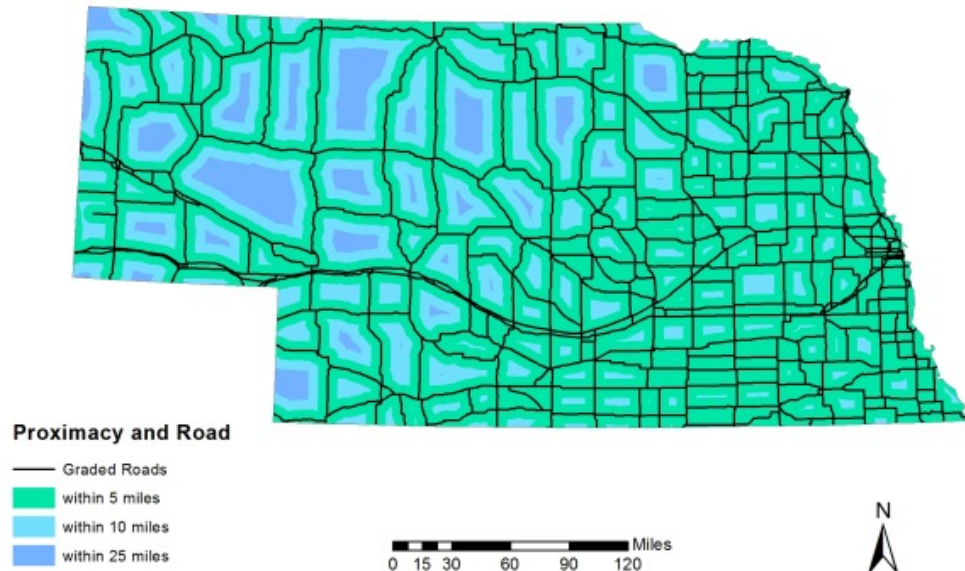 Proximacy and Road
Graded Roads
within 5 miles
within 10 miles
within 25 miles
Miles
0 15 30 60 90 120
N